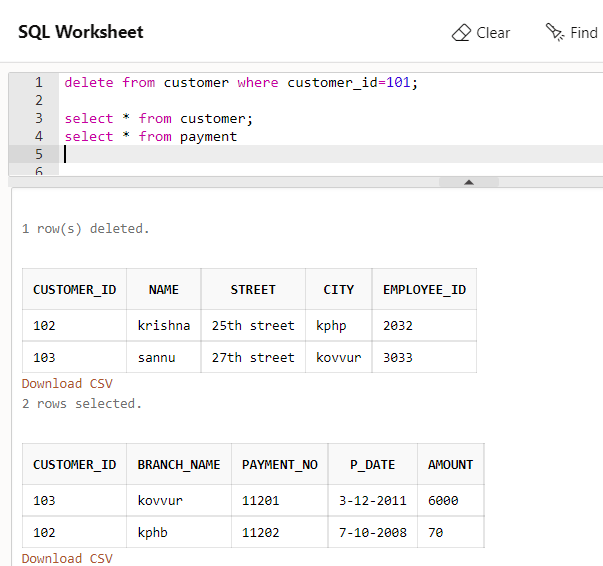 SQL Worksheet
Clear
Find
1 delete from customer where customer_id=101;
2
3 select * from customer;
4 select * from payment
5
6
1 row(s) deleted.
CUSTOMER_ID NAME STREET CITY EMPLOYEE_ID
102 krishna 25th street kphp 2032
103 sannu 27th street kovvur 3033
Download CSV
2 rows selected.
CUSTOMER_ID BRANCH_NAME PAYMENT_NO P_DATE AMOUNT
103 kovvur 11201 3-12-2011 6000
102 kphb 11202 7-10-2008 70
Download CSV